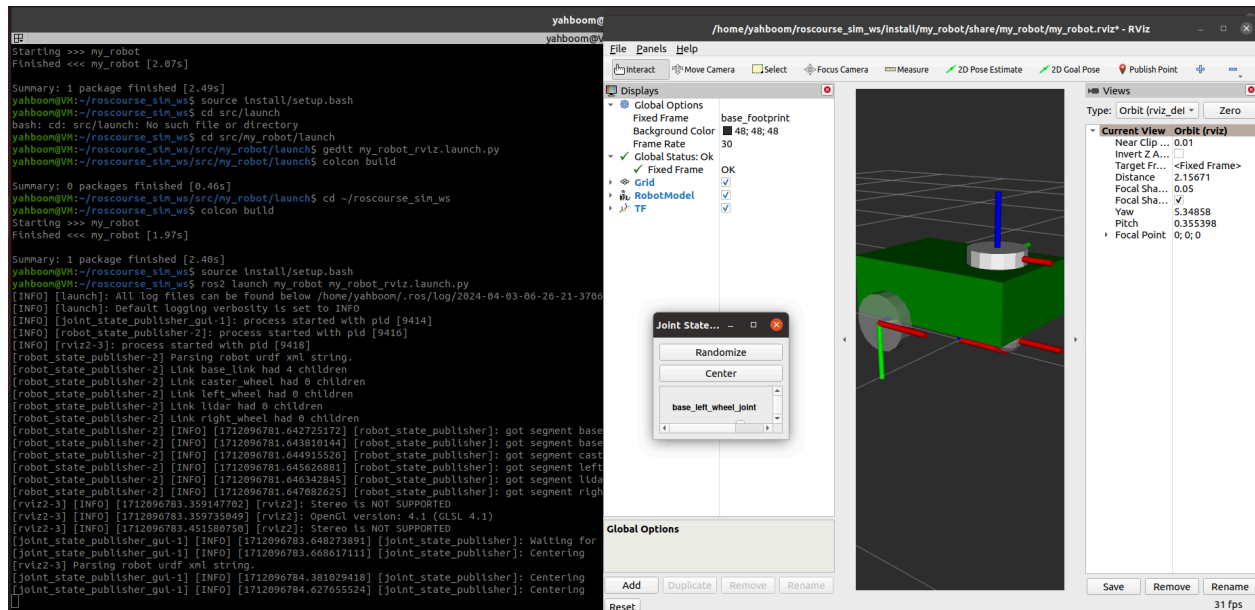 yahboom@
yahboom@V
Starting >>> my_robot
Finished <<< my_robot [2.07s]
Summary: 1 package finished [2.49s]
yahboom@VM:~/roscourse_sim_ws$ source install/setup.bash
yahboom@VM:~/roscourse_sim_ws$ cd src/launch
bash: cd: src/launch: No such file or directory
yahboom@VM:~/roscourse_sim_ws$ cd src/my_robot/launch
yahboom@VM:~/roscourse_sim_ws/src/my_robot/launch$ gedit my_robot_rviz.launch.py
yahboom@VM:~/roscourse_sim_ws/src/my_robot/launch$ colcon build
Summary: 0 packages finished [0.46s]
yahboom@VM:~/roscourse_sim_ws/src/my_robot/launch$ cd ~/roscourse_sim_ws
yahboom@VM:~/roscourse_sim_ws$ colcon build
Starting >>> my_robot
Finished <<< my_robot [1.97s]
Summary: 1 package finished [2.40s]
yahboom@VM:~/roscourse_sim_ws$ source install/setup.bash
yahboom@VM:~/roscourse_sim_ws$ ros2 launch my_robot my_robot_rviz.launch.py
[INFO] [launch]: All log files can be found below /home/yahboom/.ros/log/2024-04-03-06-26-21-3706
[INFO] [launch]: Default logging verbosity is set to INFO
[INFO] [joint_state_publisher_gui-1]: process started with pid [9414]
[INFO] [robot_state_publisher-2]: process started with pid [9416]
[INFO] [rviz2-3]: process started with pid [9418]
[robot_state_publisher-2] Parsing robot urdf xml string.
[robot_state_publisher-2] Link base_link had 4 children
[robot_state_publisher-2] Link caster_wheel had 0 children
[robot_state_publisher-2] Link left_wheel had 0 children
[robot_state_publisher-2] Link lidar had 0 children
[robot_state_publisher-2] Link right_wheel had 0 children
[robot_state_publisher-2] [INFO] [1712096781.642725172] [robot_state_publisher]: got segment base
[robot_state_publisher-2] [INFO] [1712096781.643810144] [robot_state_publisher]: got segment base
[robot_state_publisher-2] [INFO] [1712096781.644915526] [robot_state_publisher]: got segment cast
[robot_state_publisher-2] [INFO] [1712096781.645626881] [robot_state_publisher]: got segment left
[robot_state_publisher-2] [INFO] [1712096781.646342845] [robot_state_publisher]: got segment lida
[robot_state_publisher-2] [INFO] [1712096781.647082625] [robot_state_publisher]: got segment righ
[rviz2-3] [INFO] [1712096783.359147702] [rviz2]: Stereo is NOT SUPPORTED
[rviz2-3] [INFO] [1712096783.359735049] [rviz2]: OpenGl version: 4.1 (GLSL 4.1)
[rviz2-3] [INFO] [1712096783.451580750] [rviz2]: Stereo is NOT SUPPORTED
[joint_state_publisher_gui-1] [INFO] [1712096783.648273891] [joint_state_publisher]: Waiting for
[joint_state_publisher_gui-1] [INFO] [1712096783.668617111] [joint_state_publisher]: Centering
[rviz2-3] Parsing robot urdf xml string.
[joint_state_publisher_gui-1] [INFO] [1712096784.381029418] [joint_state_publisher]: Centering
[joint_state_publisher_gui-1] [INFO] [1712096784.627655524] [joint_state_publisher]: Centering
/home/yahboom/roscourse_sim_ws/install/my_robot/share/my_robot/my_robot.rviz* - RViz
File Panels Help
Interact Move Camera Select Focus Camera Measure 2D Pose Estimate 2D Goal Pose Publish Point
Displays
Global Options
Fixed Frame base_footprint
Background Color 48; 48; 48
Frame Rate 30
Global Status: Ok
Fixed Frame OK
Grid
RobotModel
TF
Joint State...
Randomize
Center
base_left_wheel_joint
Global Options
Add Duplicate Remove Rename
Reset
Views
Type: Orbit (rviz_del Zero
Current View Orbit (rviz)
Near Clip ... 0.01
Invert Z A...
Target Fr... <Fixed Frame>
Distance 2.15671
Focal Sha... 0.05
Focal Sha...
Yaw 5.34858
Pitch 0.355398
Focal Point 0; 0; 0
Save Remove Rename
31 fps